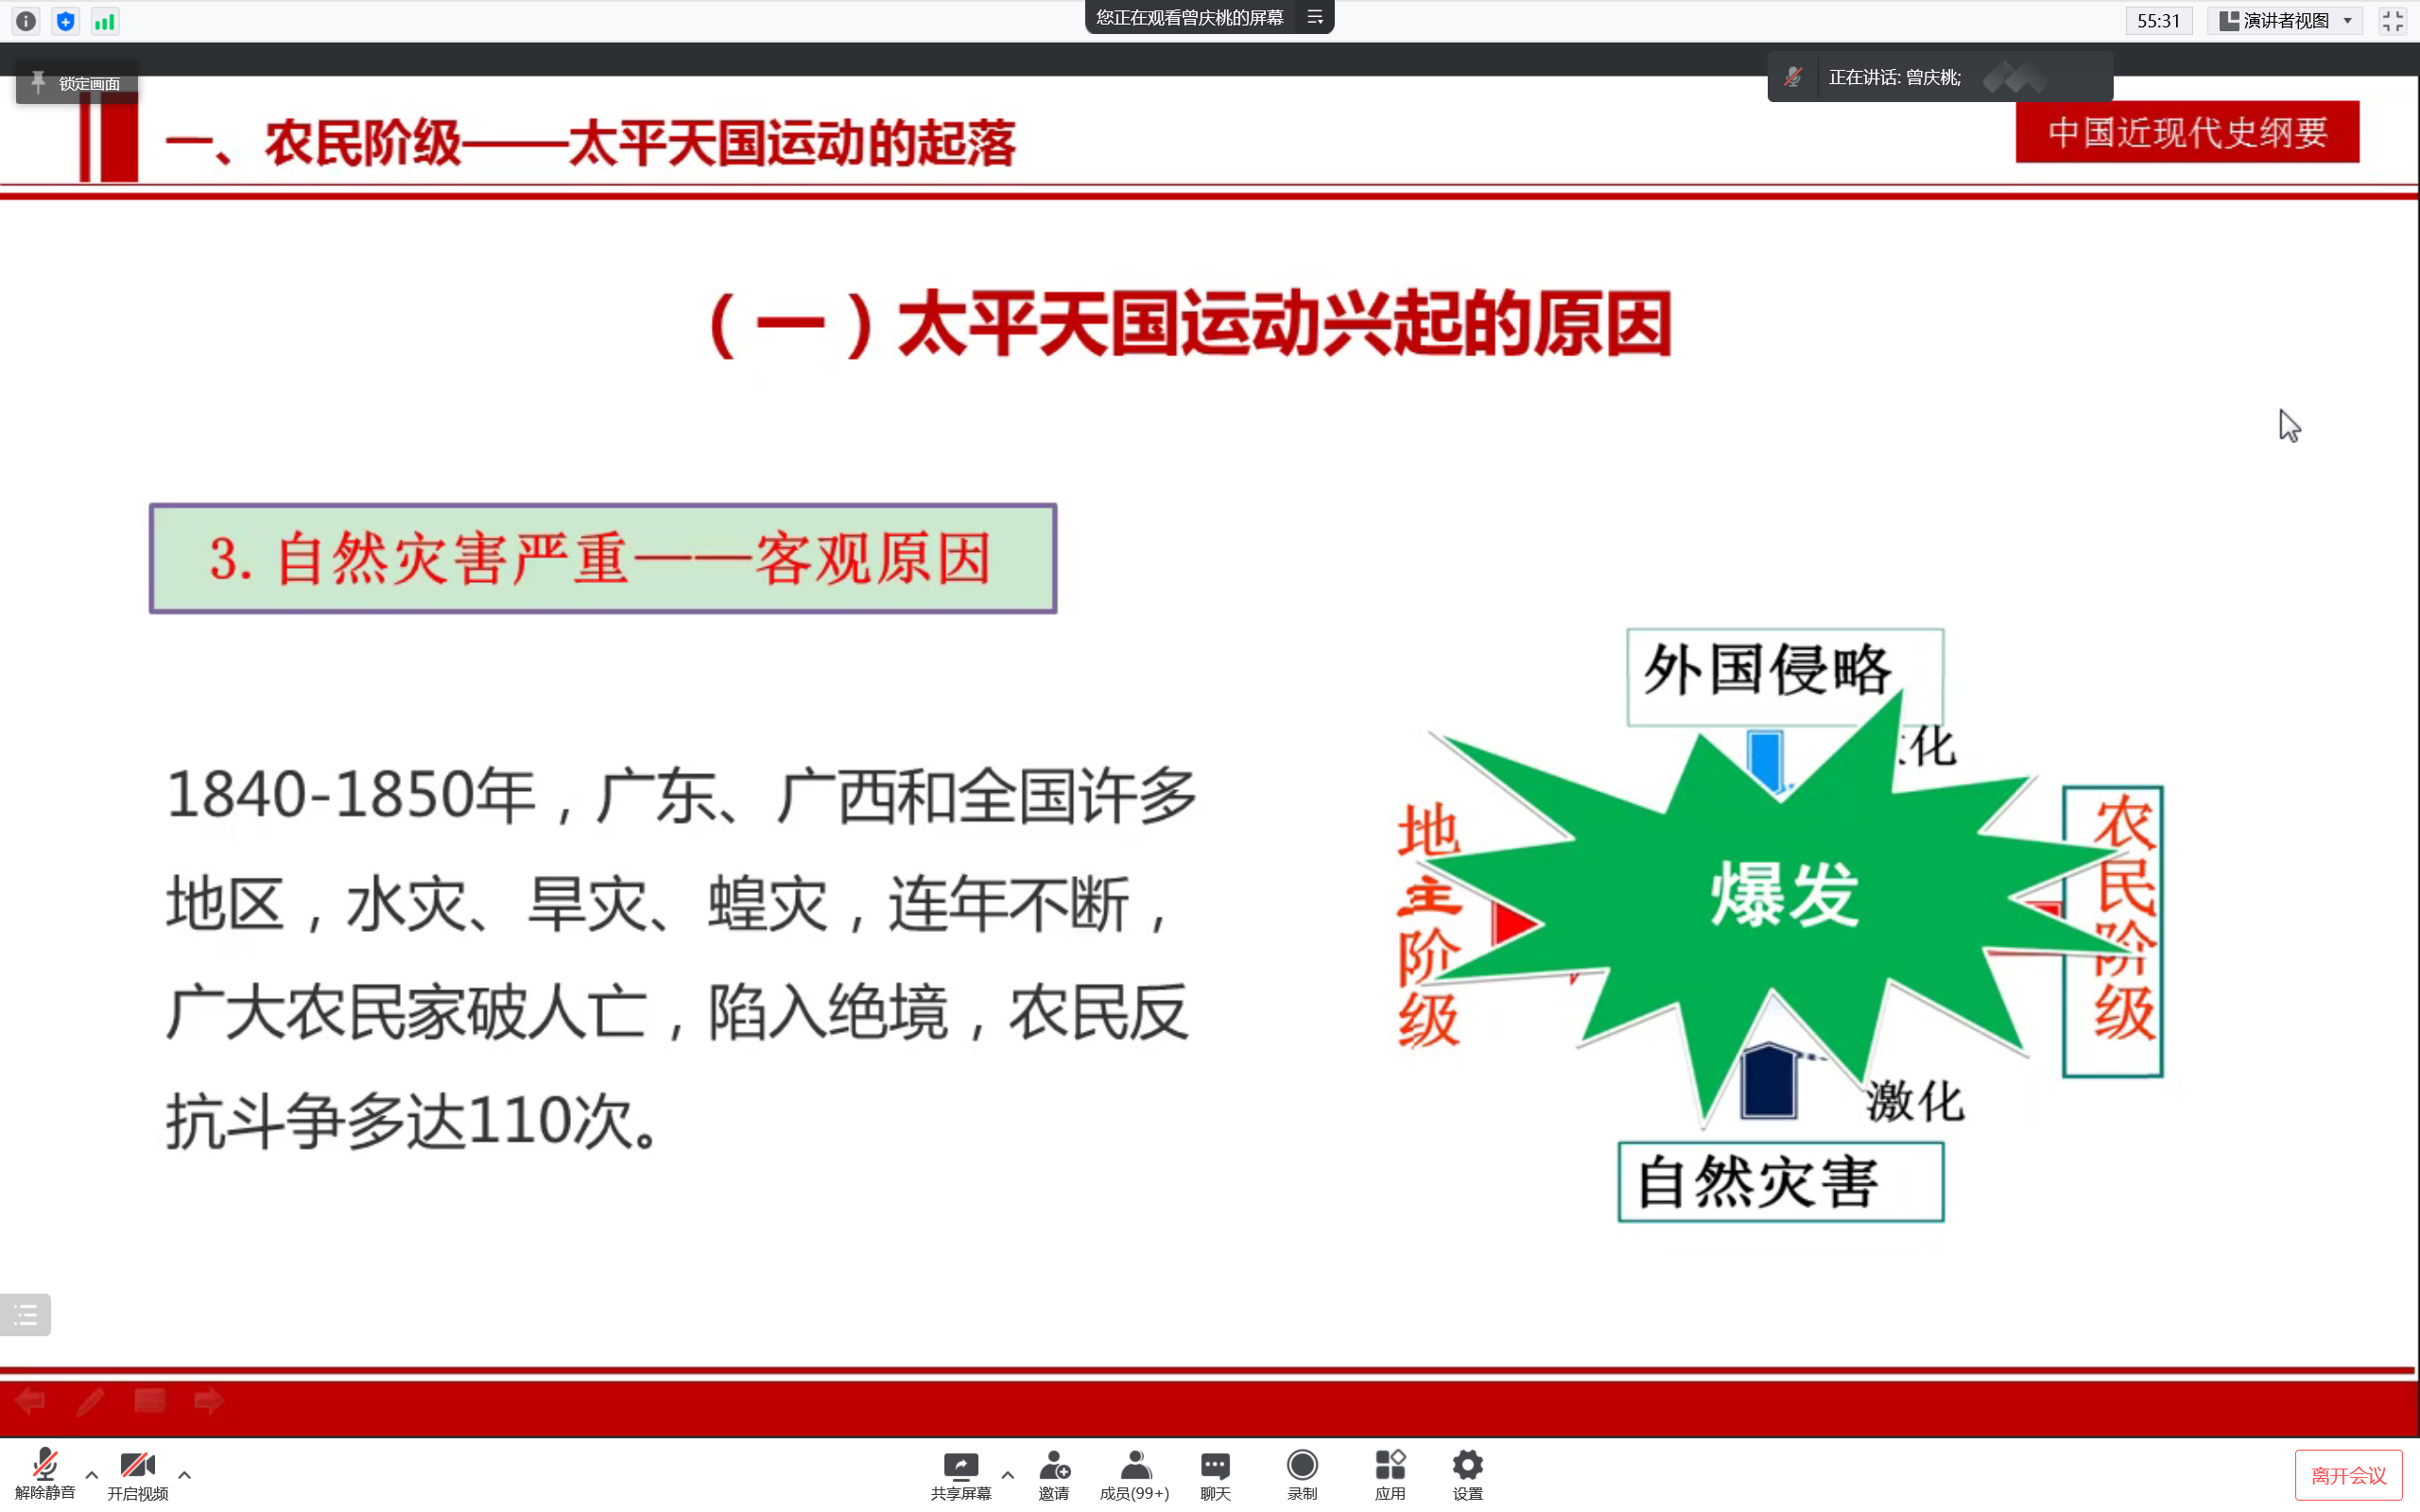 您正在观看曾庆桃的屏幕
55:31
演讲者视图
锁定画面
正在讲话: 曾庆桃;
一、农民阶级——太平天国运动的起落
中国近现代史纲要
（一）太平天国运动兴起的原因
3. 自然灾害严重——客观原因
1840-1850年，广东、广西和全国许多
地区，水灾、旱灾、蝗灾，连年不断，
广大农民家破人亡，陷入绝境，农民反
抗斗争多达110次。
外国侵略
化
地主阶级
爆发
农民阶级
激化
自然灾害
解除静音
开启视频
共享屏幕
邀请
成员(99+)
聊天
录制
应用
设置
离开会议